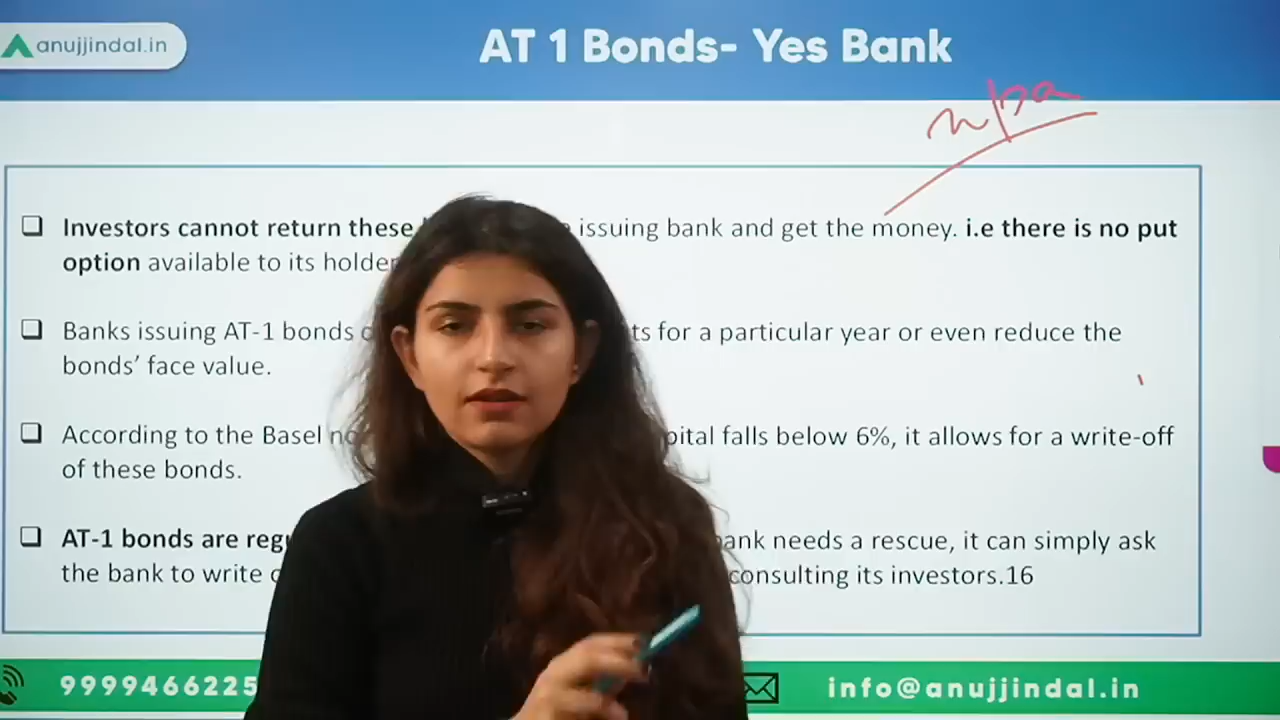 anujjindal.in
AT 1 Bonds- Yes Bank
npa
Investors cannot return these issuing bank and get the money. i.e there is no put
option available to its holder
Banks issuing AT-1 bonds for a particular year or even reduce the
bonds’ face value.
According to the Basel falls below 6%, it allows for a write-off
of these bonds.
AT-1 bonds are needs a rescue, it can simply ask
the bank to write consulting its investors.16
9999466225
info@anujjindal.in